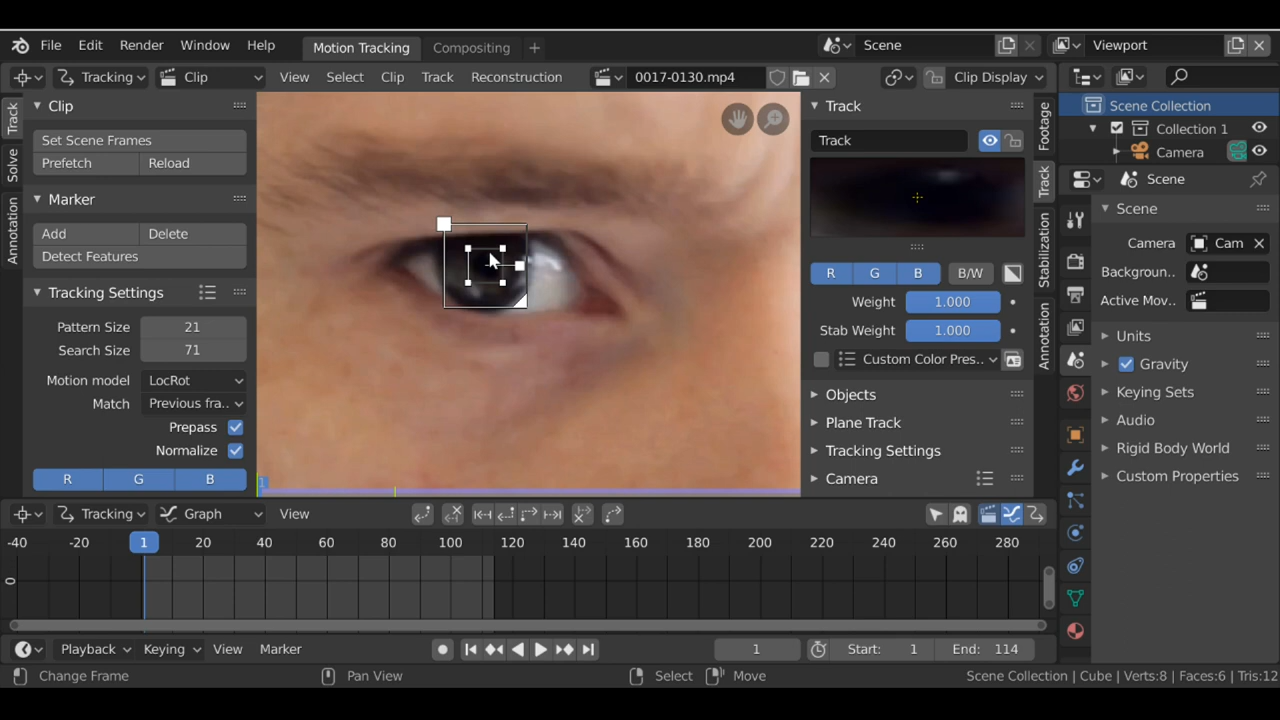 File Edit Render Window Help Motion Tracking Compositing + Scene Viewport
Tracking Clip View Select Clip Track Reconstruction 0017-0130.mp4 Clip Display
Track
Solve
Annotation
Clip
Set Scene Frames
Prefetch Reload
Marker
Add Delete
Detect Features
Tracking Settings
Pattern Size 21
Search Size 71
Motion model LocRot
Match Previous fra..
Prepass
Normalize
R G B
1
Track
Track
R G B B/W
Weight 1.000
Stab Weight 1.000
Custom Color Pres..
Objects
Plane Track
Tracking Settings
Camera
Footage
Track
Stabilization
Annotation
Scene Collection
Collection 1
Camera
Scene
Scene
Camera Cam
Backgroun..
Active Mov..
Units
Gravity
Keying Sets
Audio
Rigid Body World
Custom Properties
Tracking Graph View
-40 -20 1 20 40 60 80 100 120 140 160 180 200 220 240 260 280
0
Playback Keying View Marker 1 Start: 1 End: 114
Change Frame Pan View Select Move Scene Collection | Cube | Verts:8 | Faces:6 | Tris:12